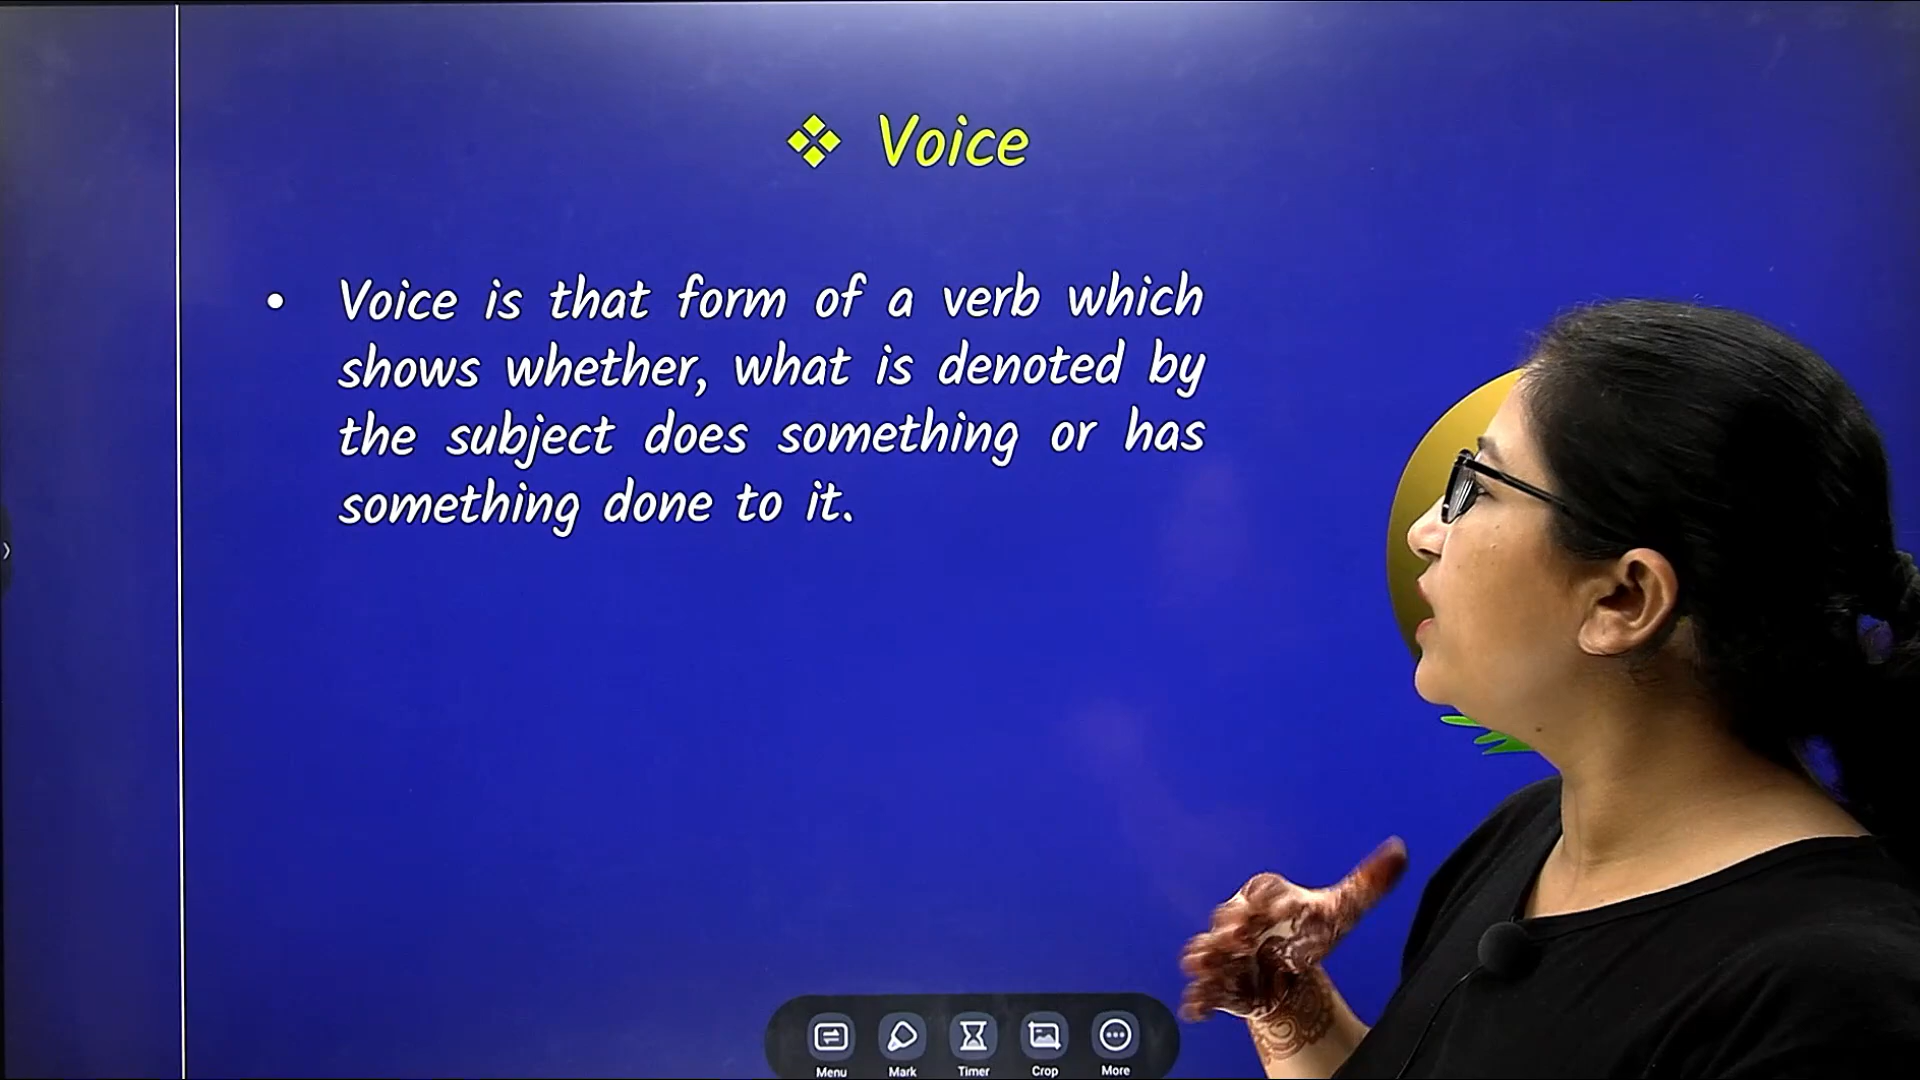 ❖ Voice
• Voice is that form of a verb which
shows whether, what is denoted by
the subject does something or has
something done to it.
Menu Mark Timer Crop More